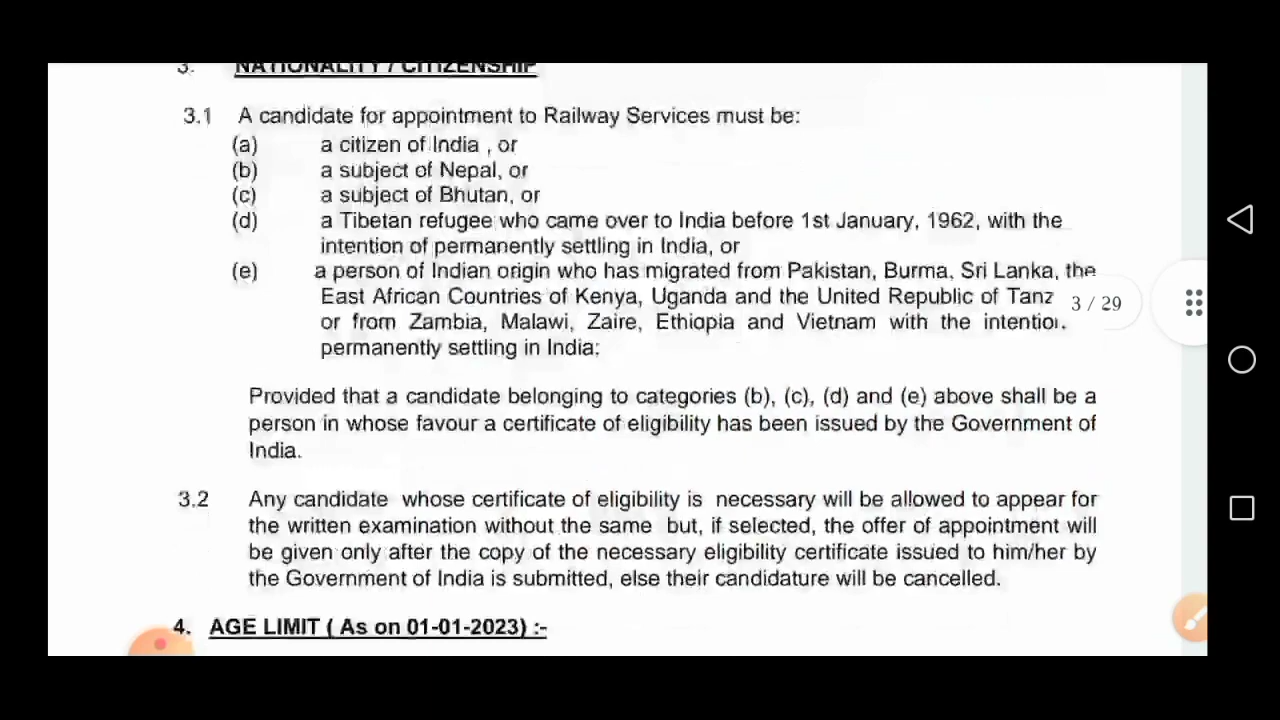 3. NATIONALITY / CITIZENSHIP
3.1 A candidate for appointment to Railway Services must be:
(a) a citizen of India , or
(b) a subject of Nepal, or
(c) a subject of Bhutan, or
(d) a Tibetan refugee who came over to India before 1st January, 1962, with the
intention of permanently settling in India, or
(e) a person of Indian origin who has migrated from Pakistan, Burma, Sri Lanka, the
East African Countries of Kenya, Uganda and the United Republic of Tanz
3 / 29
or from Zambia, Malawi, Zaire, Ethiopia and Vietnam with the intentio
permanently settling in India:
Provided that a candidate belonging to categories (b), (c), (d) and (e) above shall be a
person in whose favour a certificate of eligibility has been issued by the Government of
India.
3.2 Any candidate whose certificate of eligibility is necessary will be allowed to appear for
the written examination without the same but, if selected, the offer of appointment will
be given only after the copy of the necessary eligibility certificate issued to him/her by
the Government of India is submitted, else their candidature will be cancelled.
4. AGE LIMIT ( As on 01-01-2023) :-